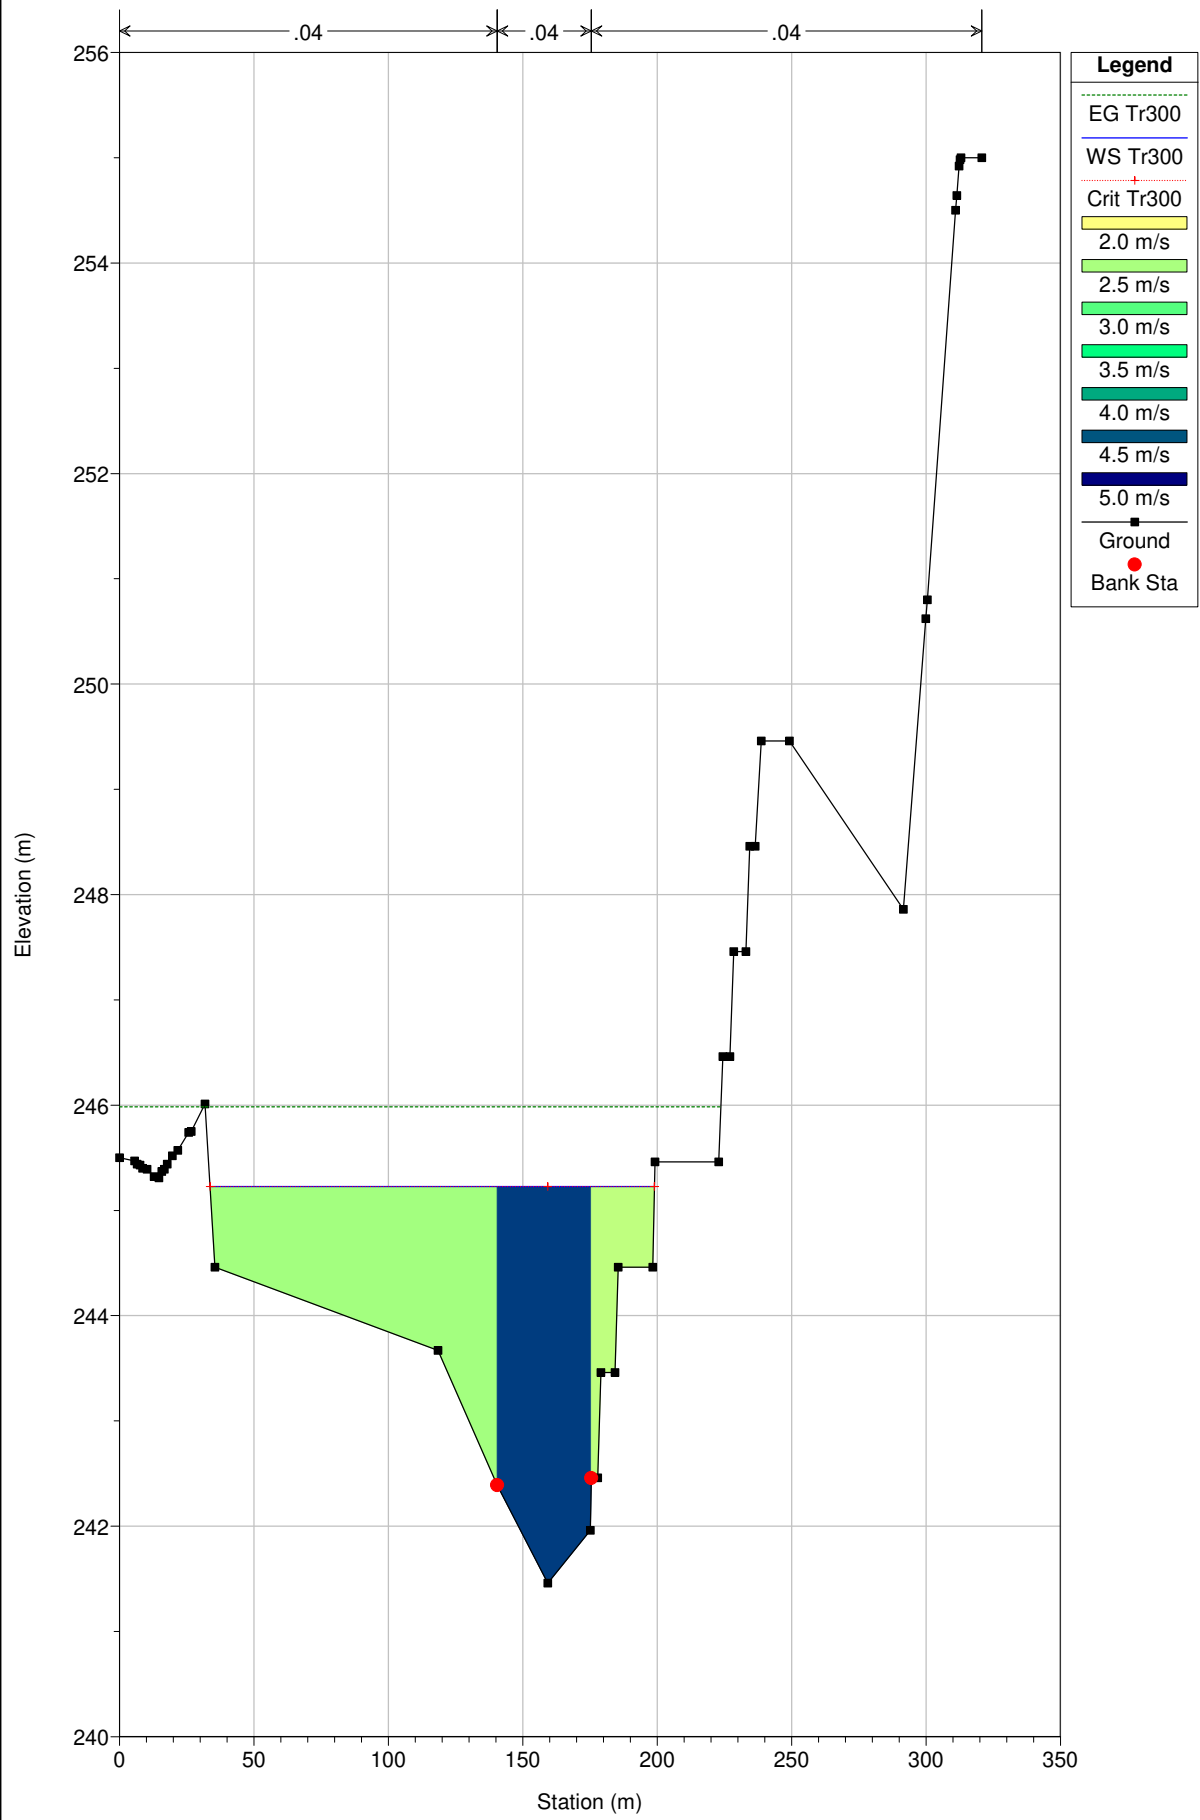 .04 .04 .04
256
254
252
250
248
246
244
242
240
0 50 100 150 200 250 300 350
Station (m)
Elevation (m)
Legend
EG Tr300
WS Tr300
Crit Tr300
2.0 m/s
2.5 m/s
3.0 m/s
3.5 m/s
4.0 m/s
4.5 m/s
5.0 m/s
Ground
Bank Sta